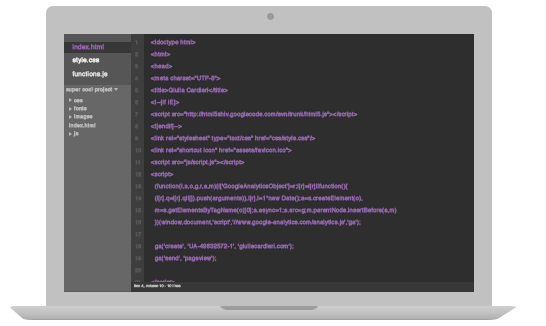 index.html
style.css
functions.js
super cool project
css
fonts
images
index.html
js
1 <!doctype html>
2 <html>
3 <head>
4 <meta charset="UTF-8">
5 <title>Giulia Cardieri</title>
6 <!--[if IE]>
7 <script src="http://html5shiv.googlecode.com/svn/trunk/html5.js"></script>
8 <![endif]-->
9 <link rel="stylesheet" type="text/css" href="css/style.css"/>
10 <link rel="shortcut icon" href="assets/favicon.ico">
11 <script src="js/script.js"></script>
12 <script>
13 (function(i,s,o,g,r,a,m){i['GoogleAnalyticsObject']=r;i[r]=i[r]||function(){
14 (i[r].q=i[r].q||[]).push(arguments)},i[r].l=1*new Date();a=s.createElement(o),
15 m=s.getElementsByTagName(o)[0];a.async=1;a.src=g;m.parentNode.insertBefore(a,m)
16 })(window,document,'script','//www.google-analytics.com/analytics.js','ga');
17
18 ga('create', 'UA-49632572-1', 'giuliacardieri.com');
19 ga('send', 'pageview');
20